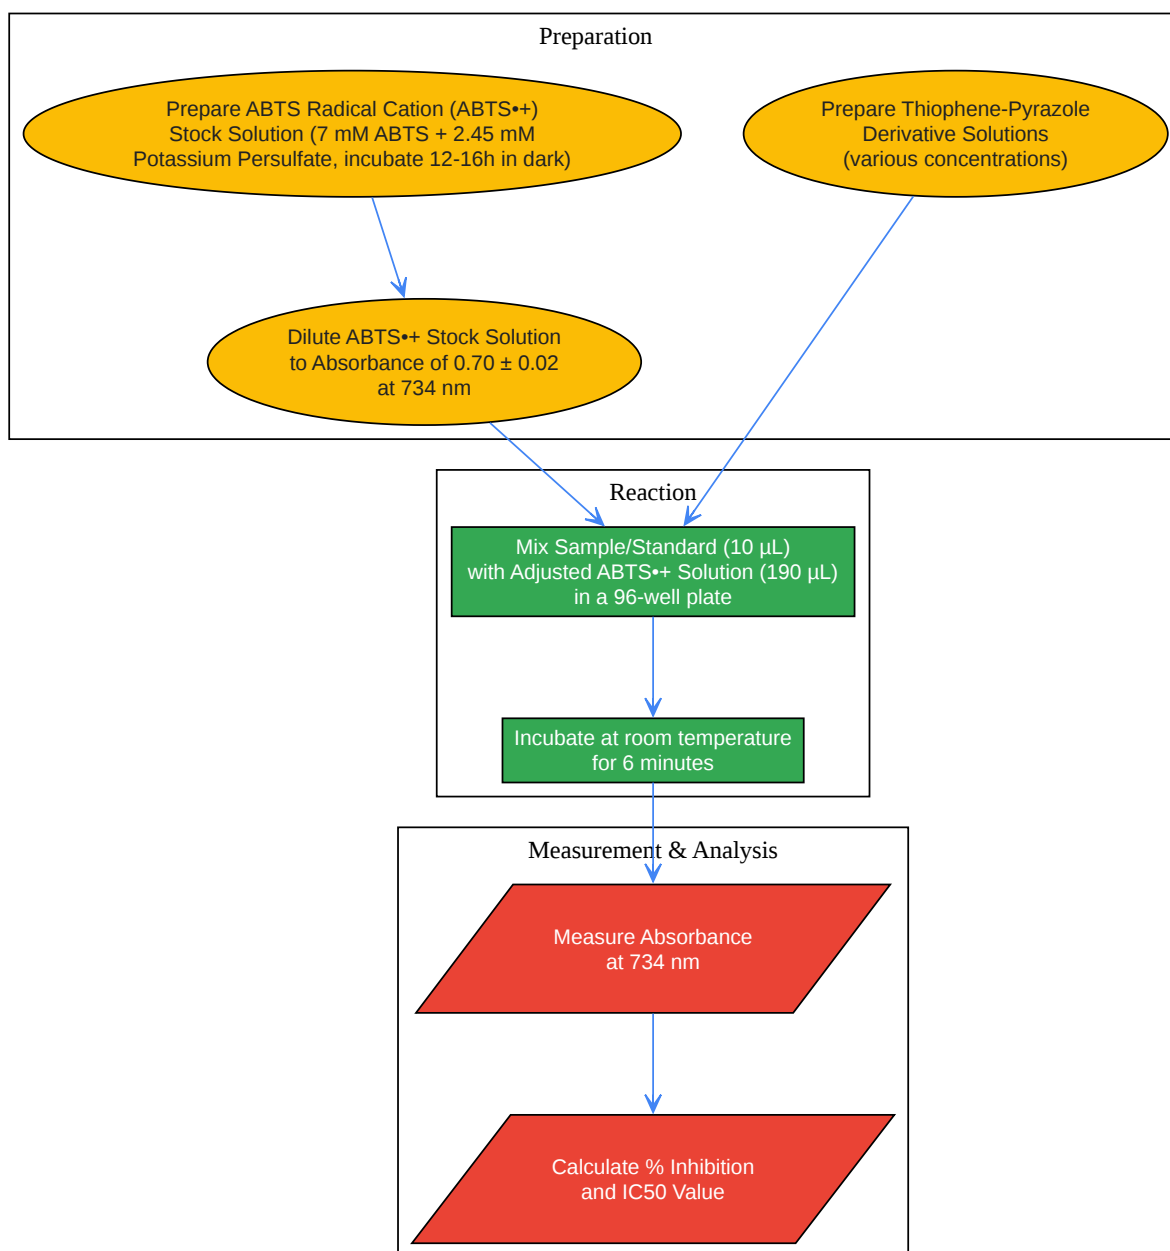 Preparation
Prepare ABTS Radical Cation (ABTS•+)
Stock Solution (7 mM ABTS + 2.45 mM
Potassium Persulfate, incubate 12-16h in dark)
Prepare Thiophene-Pyrazole
Derivative Solutions
(various concentrations)
Dilute ABTS•+ Stock Solution
to Absorbance of 0.70 ± 0.02
at 734 nm
Reaction
Mix Sample/Standard (10 µL)
with Adjusted ABTS•+ Solution (190 µL)
in a 96-well plate
Incubate at room temperature
for 6 minutes
Measurement & Analysis
Measure Absorbance
at 734 nm
Calculate % Inhibition
and IC50 Value